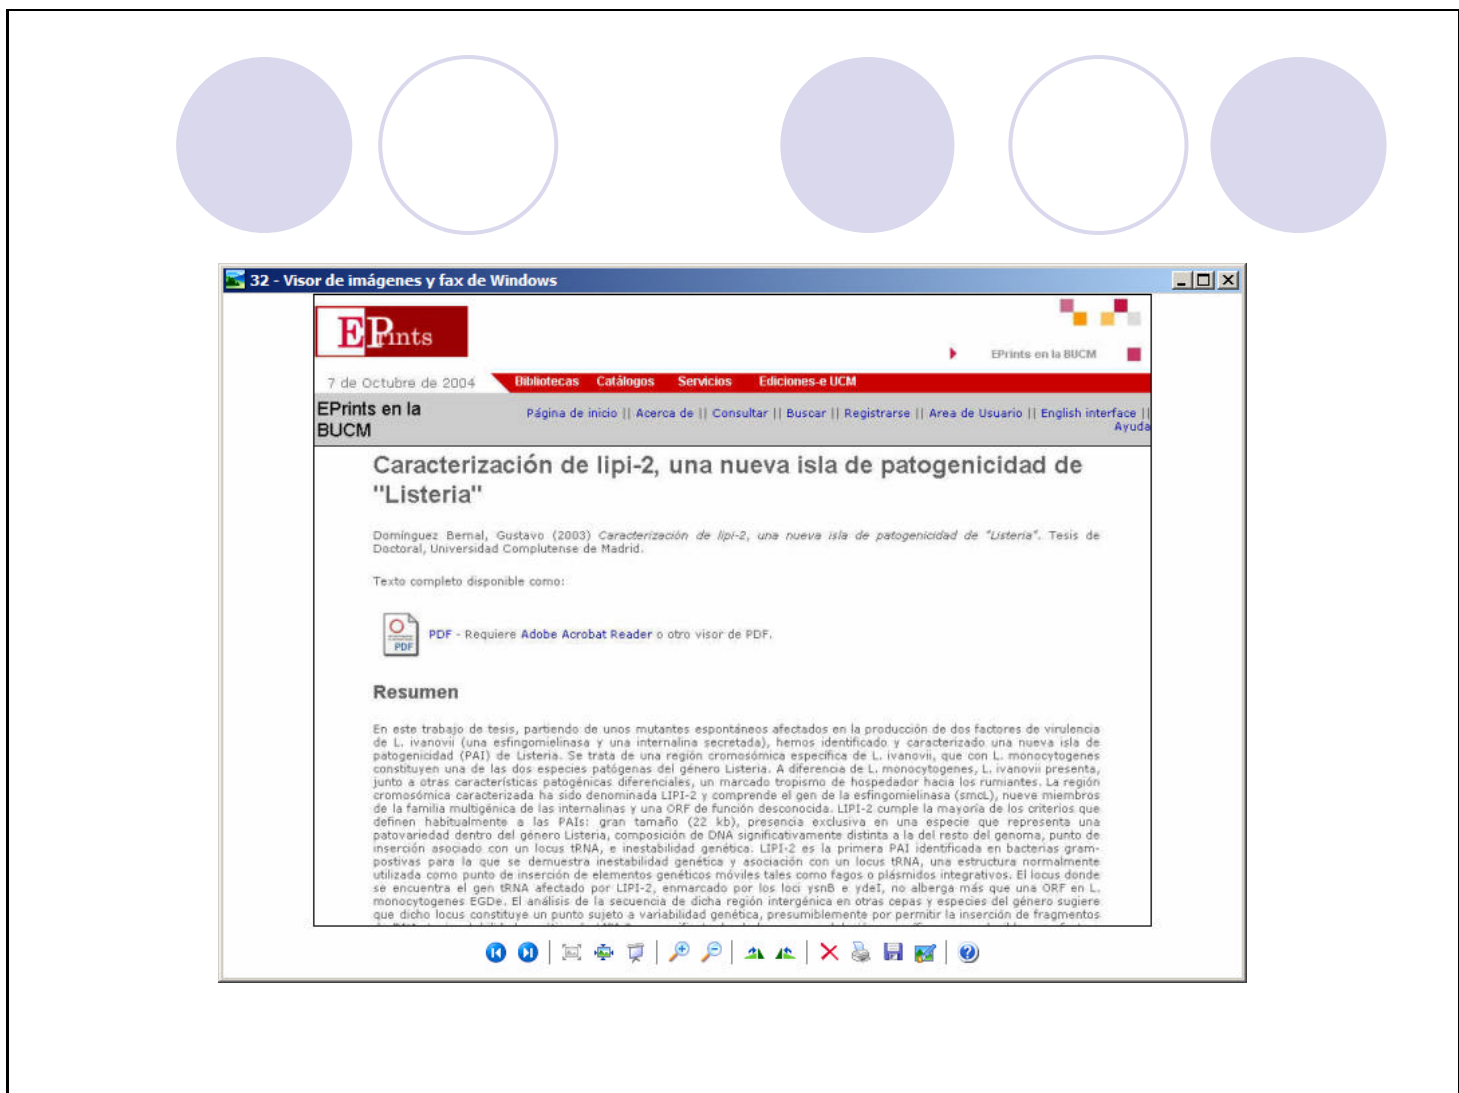 32 - Visor de imágenes y fax de Windows
EPrints
EPrints en la BUCM
7 de Octubre de 2004
Bibliotecas Catálogos Servicios Ediciones-e UCM
EPrints en la
BUCM
Página de inicio || Acerca de || Consultar || Buscar || Registrarse || Area de Usuario || English interface ||
Ayuda
Caracterización de lipi-2, una nueva isla de patogenicidad de
"Listeria"
Domínguez Bernal, Gustavo (2003) Caracterización de lipi-2, una nueva isla de patogenicidad de "Listeria". Tesis de
Doctoral, Universidad Complutense de Madrid.
Texto completo disponible como:
PDF
PDF - Requiere Adobe Acrobat Reader o otro visor de PDF.
Resumen
En este trabajo de tesis, partiendo de unos mutantes espontáneos afectados en la producción de dos factores de virulencia
de L. ivanovii (una esfingomielinasa y una internalina secretada), hemos identificado y caracterizado una nueva isla de
patogenicidad (PAI) de Listeria. Se trata de una región cromosómica específica de L. ivanovii, que con L. monocytogenes
constituyen una de las dos especies patógenas del género Listeria. A diferencia de L. monocytogenes, L. ivanovii presenta,
junto a otras características patogénicas diferenciales, un marcado tropismo de hospedador hacia los rumiantes. La región
cromosómica caracterizada ha sido denominada LIPI-2 y comprende el gen de la esfingomielinasa (smcL), nueve miembros
de la familia multigénica de las internalinas y una ORF de función desconocida. LIPI-2 cumple la mayoría de los criterios que
definen habitualmente a las PAIs: gran tamaño (22 kb), presencia exclusiva en una especie que representa una
patovariedad dentro del género Listeria, composición de DNA significativamente distinta a la del resto del genoma, punto de
inserción asociado con un locus tRNA, e inestabilidad genética. LIPI-2 es la primera PAI identificada en bacterias gram-
postivas para la que se demuestra inestabilidad genética y asociación con un locus tRNA, una estructura normalmente
utilizada como punto de inserción de elementos genéticos móviles tales como fagos o plásmidos integrativos. El locus donde
se encuentra el gen tRNA afectado por LIPI-2, enmarcado por los loci ysnB e ydeI, no alberga más que una ORF en L.
monocytogenes EGDe. El análisis de la secuencia de dicha región intergénica en otras cepas y especies del género sugiere
que dicho locus constituye un punto sujeto a variabilidad genética, presumiblemente por permitir la inserción de fragmentos